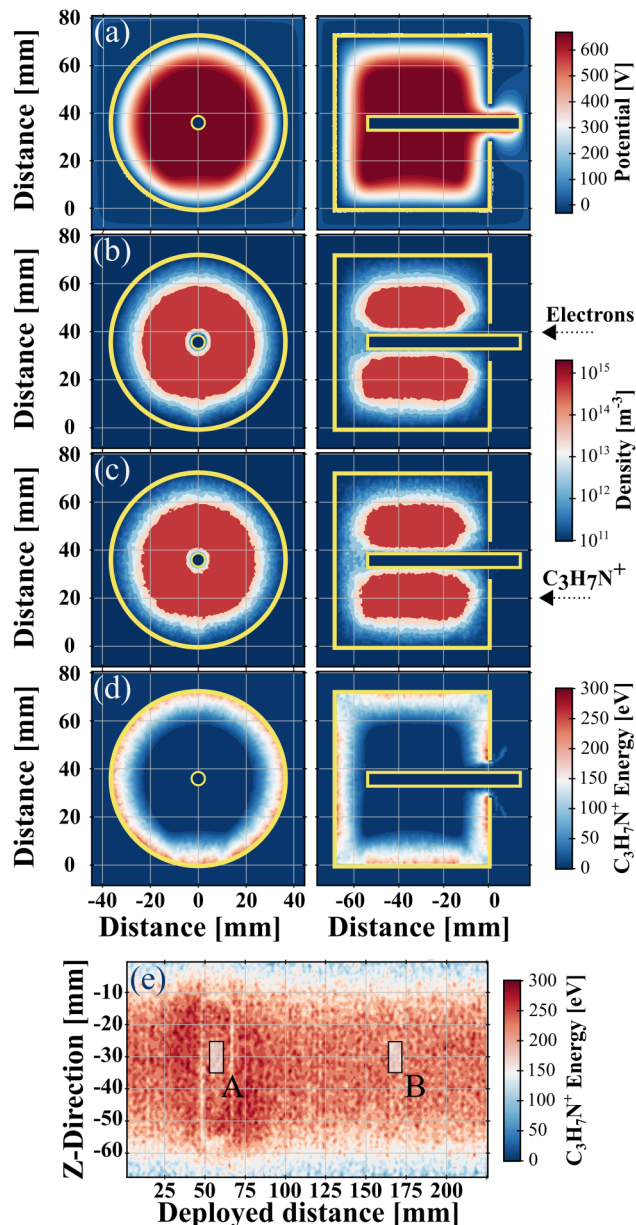 (a)
Distance [mm]
80
60
40
20
0
600
500
400
300
200
100
0
Potential [V]
(b)
Distance [mm]
80
60
40
20
0
Electrons
(c)
Distance [mm]
80
60
40
20
0
10¹⁵
10¹⁴
10¹³
10¹²
10¹¹
Density [m⁻³]
C₃H₇N⁺
(d)
Distance [mm]
80
60
40
20
0
300
250
200
150
100
50
0
C₃H₇N⁺ Energy [eV]
-40 -20 0 20 40
-60 -40 -20 0
Distance [mm] Distance [mm]
(e)
Z-Direction [mm]
-10
-20
-30
-40
-50
-60
A B
25 50 75 100 125 150 175 200
Deployed distance [mm]
300
250
200
150
100
50
0
C₃H₇N⁺ Energy [eV]